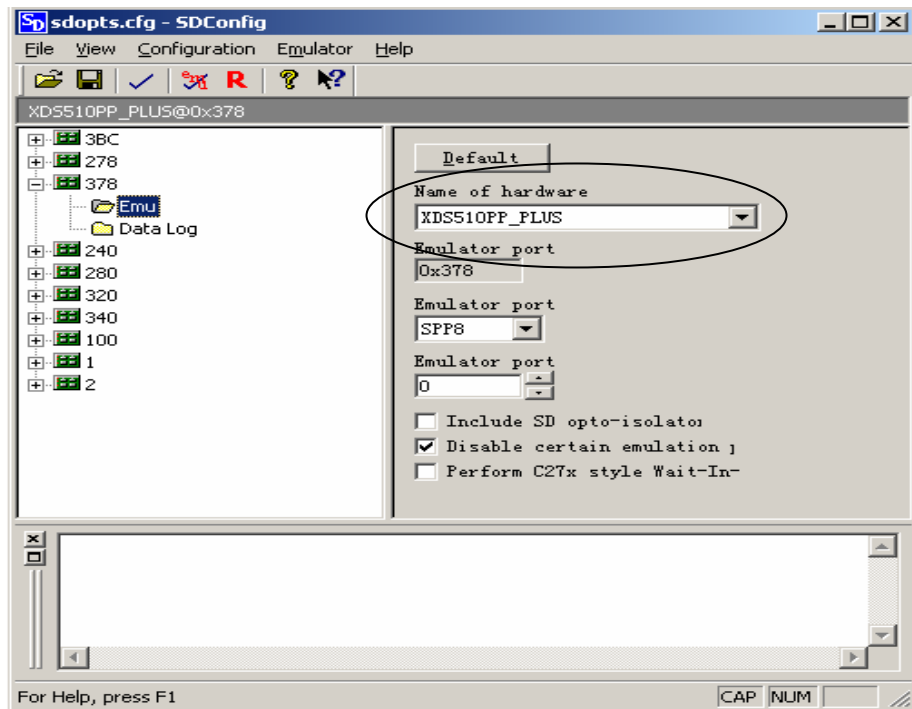 SD sdopts.cfg - SDConfig
File View Configuration Emulator Help
R ? ?
XDS510PP_PLUS@0x378
3BC
278
378
Emu
Data Log
240
280
320
340
100
1
2
Default
Name of hardware
XDS510PP_PLUS
Emulator port
0x378
Emulator port
SPP8
Emulator port
0
Include SD opto-isolator
Disable certain emulation
Perform C27x style Wait-In-
For Help, press F1
CAP NUM